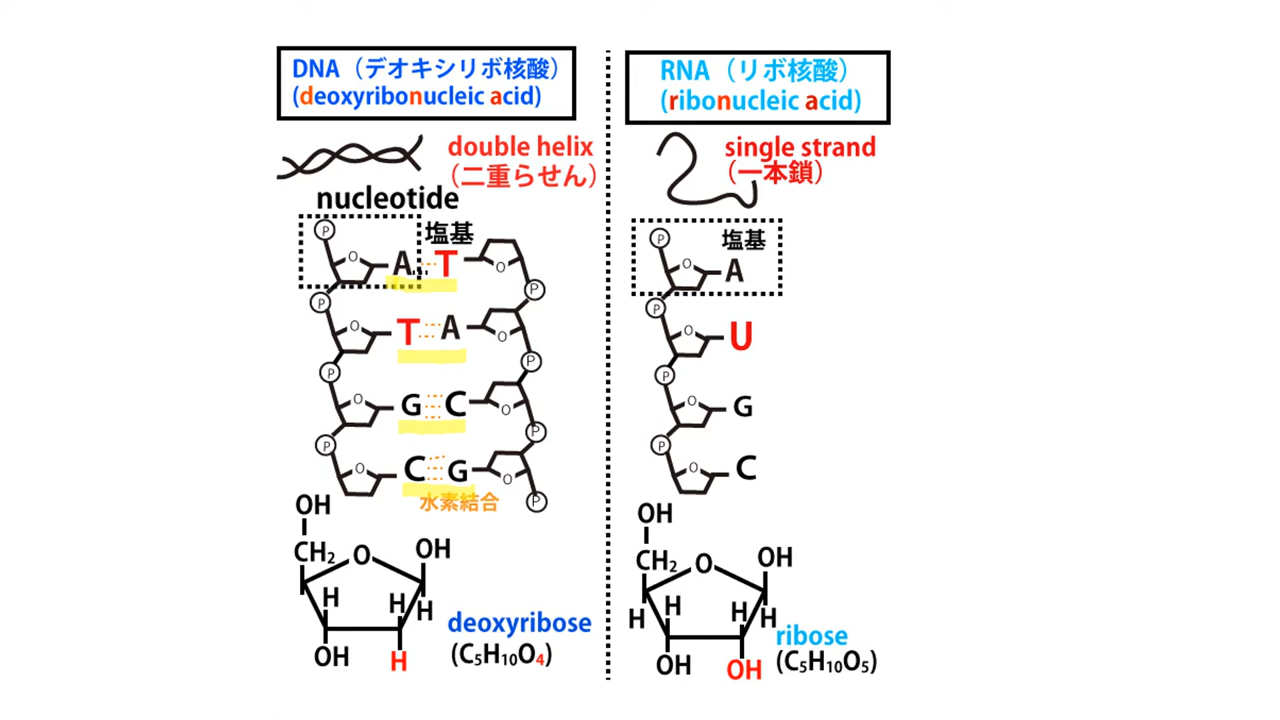 DNA（デオキシリボ核酸）
(deoxyribonucleic acid)
double helix
（二重らせん）
nucleotide
塩基
P
O
A
T
O
P
P
O
T
A
O
P
P
O
G
C
O
P
P
O
C
G
O
P
水素結合
OH
CH₂
O
OH
H
H
H
OH
H
deoxyribose
(C₅H₁₀O₄)
RNA（リボ核酸）
(ribonucleic acid)
single strand
（一本鎖）
塩基
P
O
A
P
O
U
P
O
G
P
O
C
OH
CH₂
O
OH
H
H
H
H
OH
OH
ribose
(C₅H₁₀O₅)